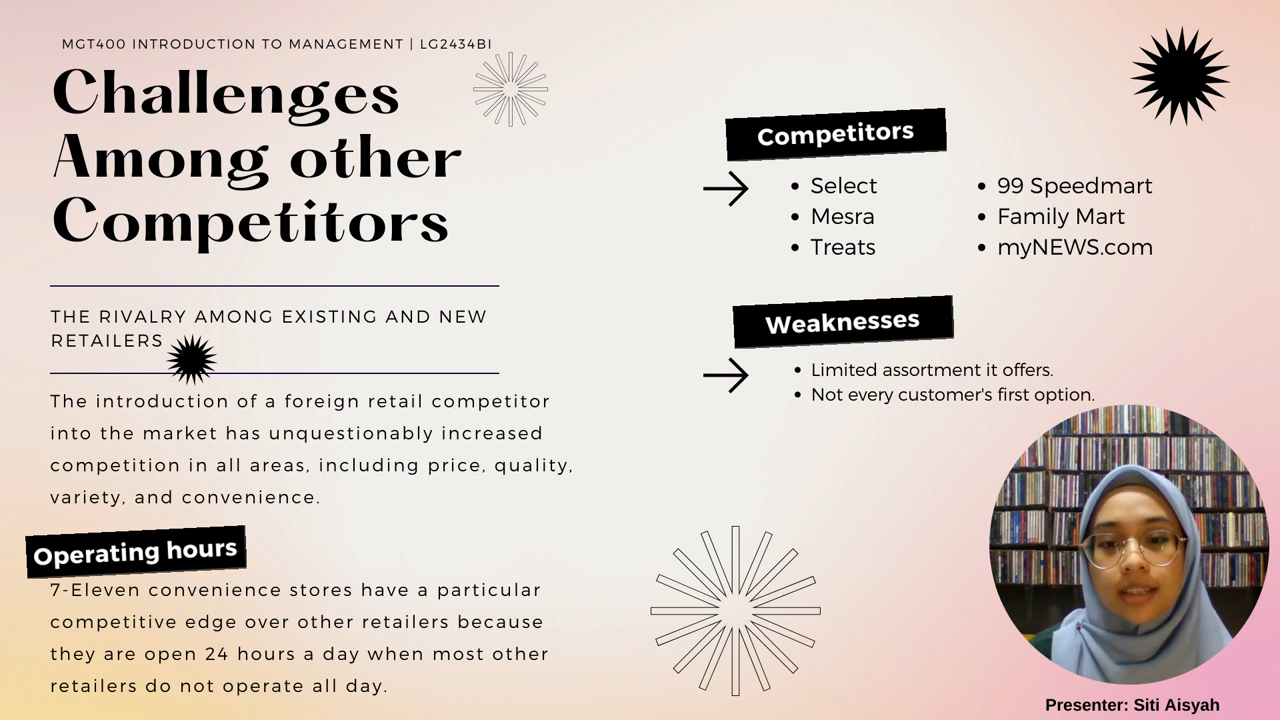 MGT400 INTRODUCTION TO MANAGEMENT | LG2434BI
Challenges
Among other
Competitors
THE RIVALRY AMONG EXISTING AND NEW
RETAILERS
The introduction of a foreign retail competitor
into the market has unquestionably increased
competition in all areas, including price, quality,
variety, and convenience.
Operating hours
7-Eleven convenience stores have a particular
competitive edge over other retailers because
they are open 24 hours a day when most other
retailers do not operate all day.
Competitors
• Select
• Mesra
• Treats
• 99 Speedmart
• Family Mart
• myNEWS.com
Weaknesses
• Limited assortment it offers.
• Not every customer's first option.
Presenter: Siti Aisyah